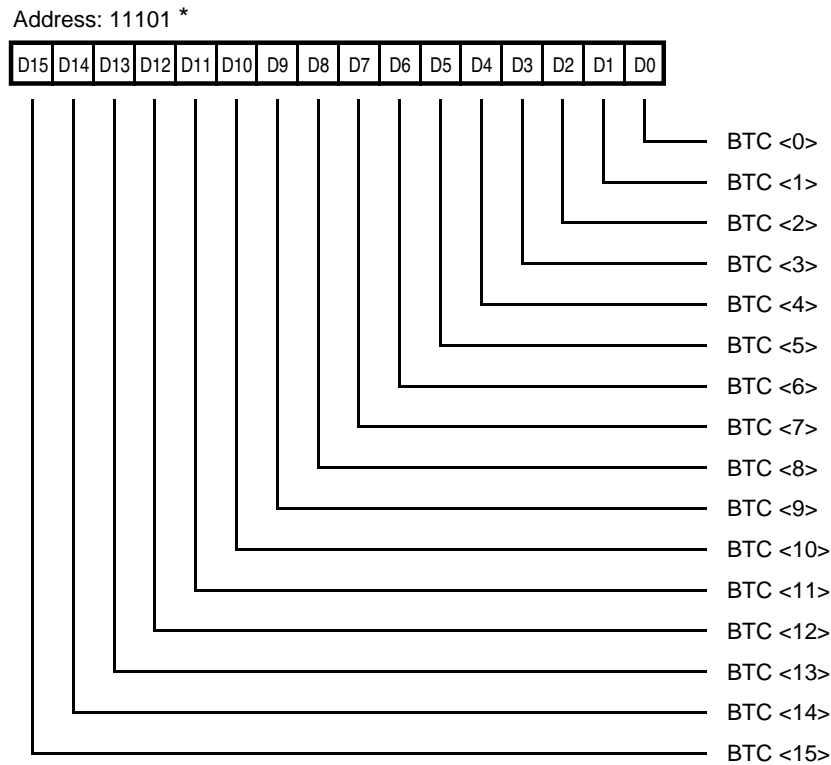 Address: 11101 *
D15 D14 D13 D12 D11 D10 D9 D8 D7 D6 D5 D4 D3 D2 D1 D0
BTC <0>
BTC <1>
BTC <2>
BTC <3>
BTC <4>
BTC <5>
BTC <6>
BTC <7>
BTC <8>
BTC <9>
BTC <10>
BTC <11>
BTC <12>
BTC <13>
BTC <14>
BTC <15>